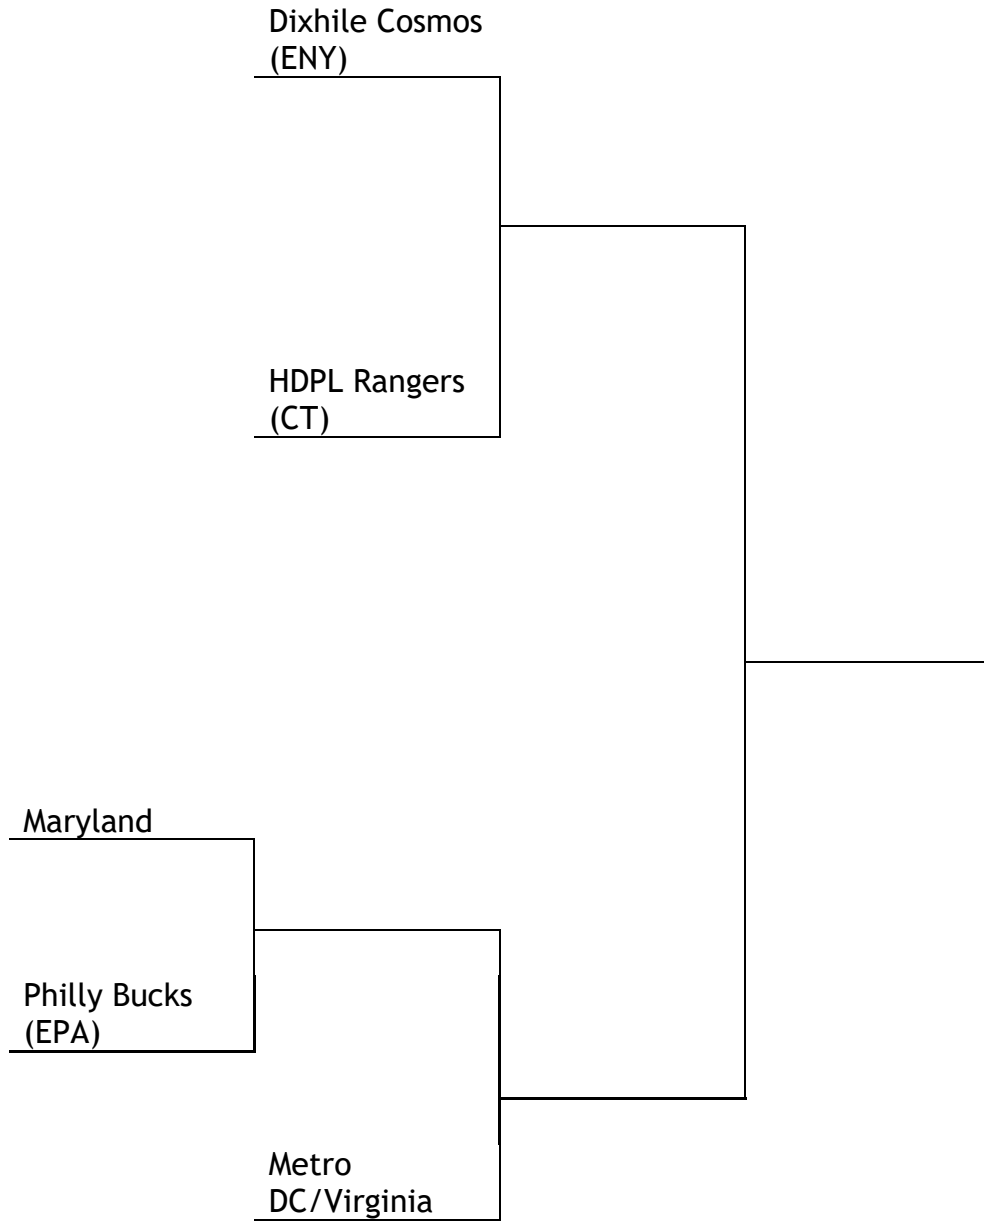 Dixhile Cosmos
(ENY)
HDPL Rangers
(CT)
Maryland
Philly Bucks
(EPA)
Metro
DC/Virginia